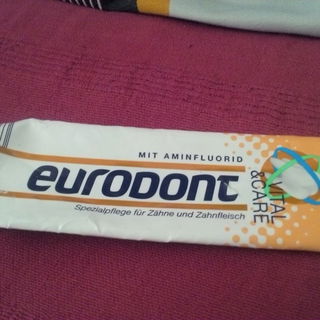 MIT AMINFLUORID
eurodont
Spezialpflege für Zähne und Zahnfleisch
VITAL
&CARE